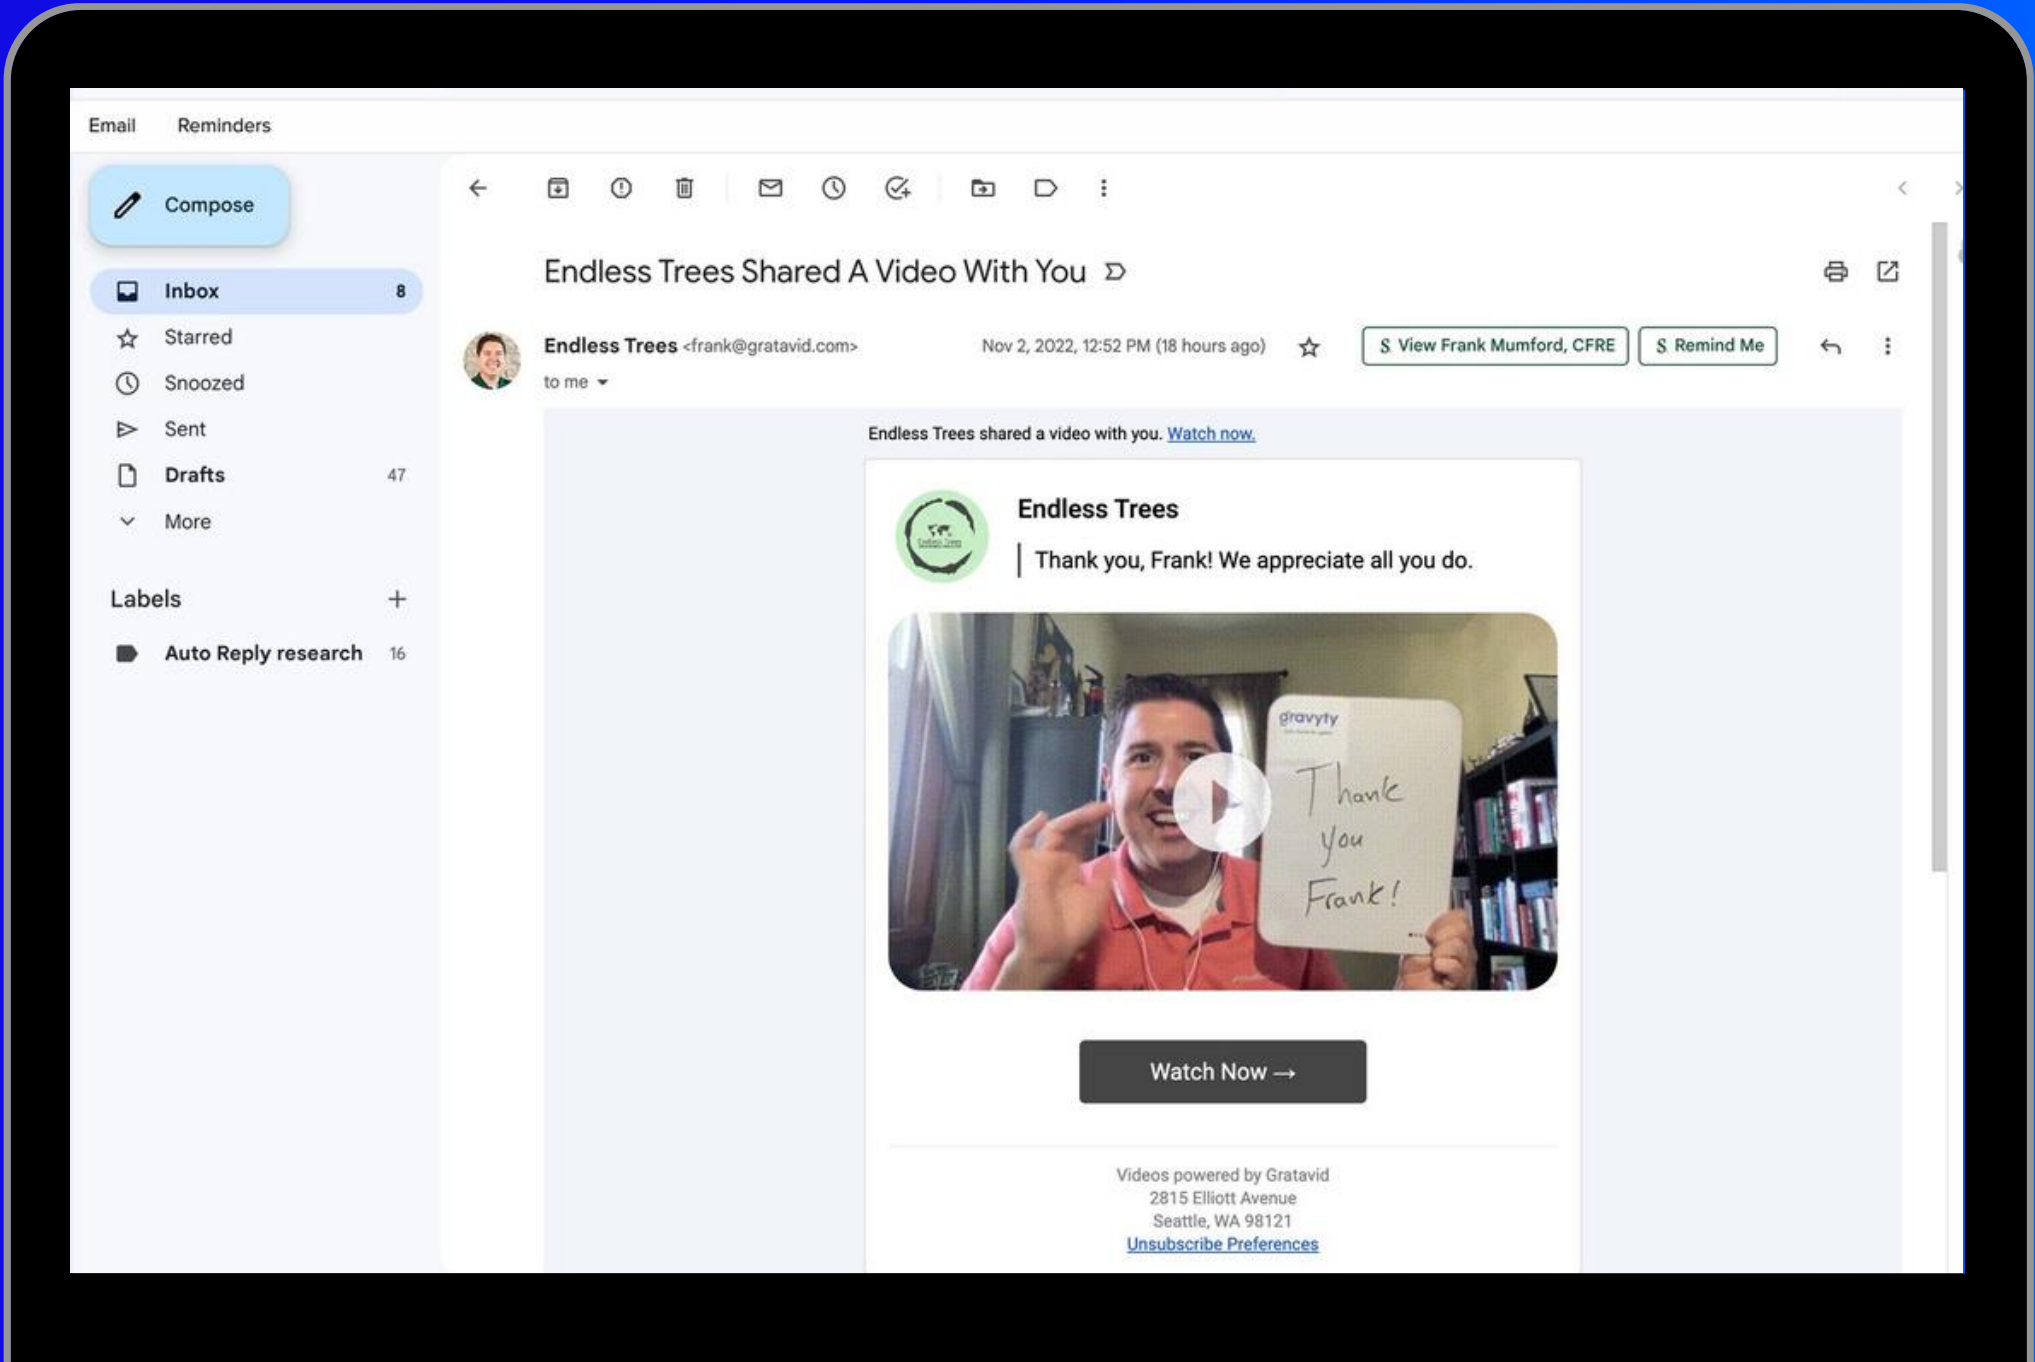 Email Reminders
Compose
Inbox 8
Starred
Snoozed
Sent
Drafts 47
More
Labels
Auto Reply research 16
Endless Trees Shared A Video With You
Endless Trees <frank@gratavid.com> Nov 2, 2022, 12:52 PM (18 hours ago) S View Frank Mumford, CFRE S Remind Me
to me
Endless Trees shared a video with you. Watch now.
Endless Trees
Thank you, Frank! We appreciate all you do.
Endless Trees
gravyty
Thank
you
Frank!
Watch Now →
Videos powered by Gratavid
2815 Elliott Avenue
Seattle, WA 98121
Unsubscribe Preferences